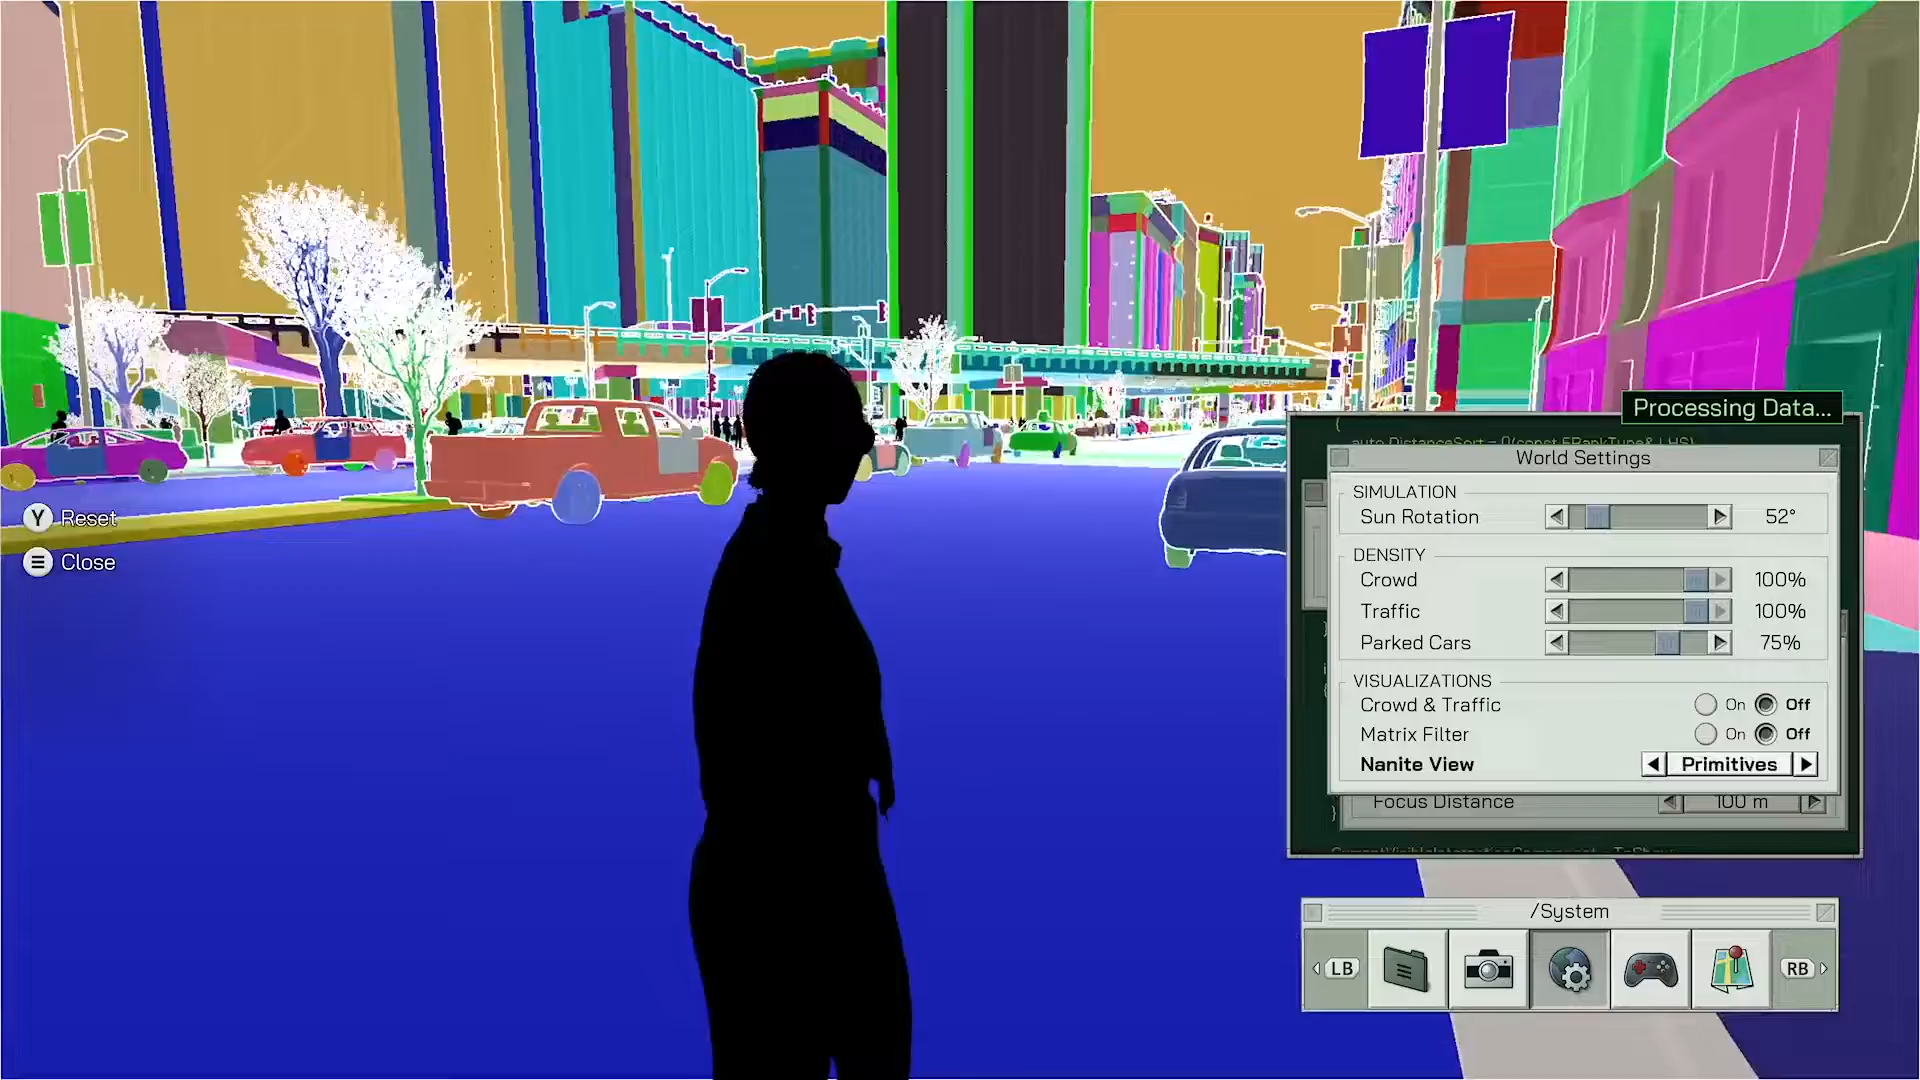 Processing Data...
World Settings
SIMULATION
Sun Rotation 52°
DENSITY
Crowd 100%
Traffic 100%
Parked Cars 75%
VISUALIZATIONS
Crowd & Traffic On Off
Matrix Filter On Off
Nanite View Primitives
Focus Distance 100 m
Y Reset
Close
/System
LB RB